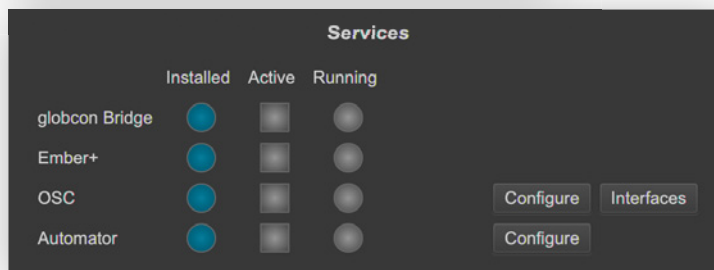 Services
Installed Active Running
globcon Bridge
Ember+
OSC Configure Interfaces
Automator Configure